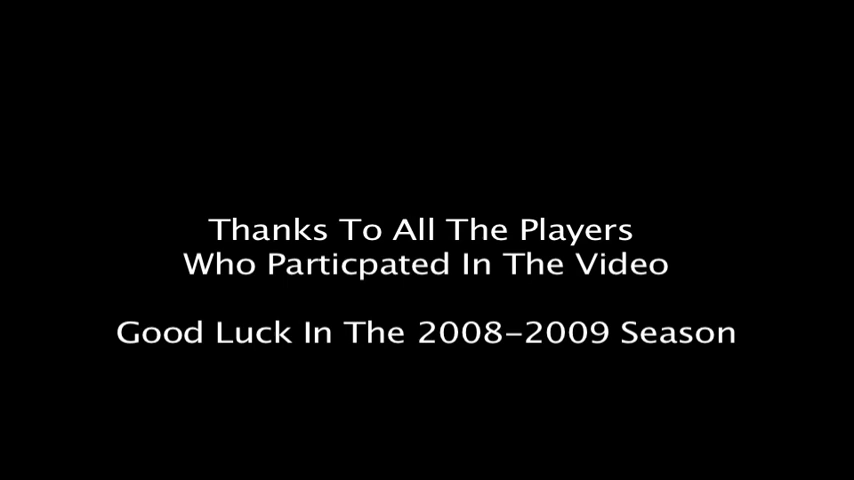 Thanks To All The Players
Who Particpated In The Video
Good Luck In The 2008–2009 Season